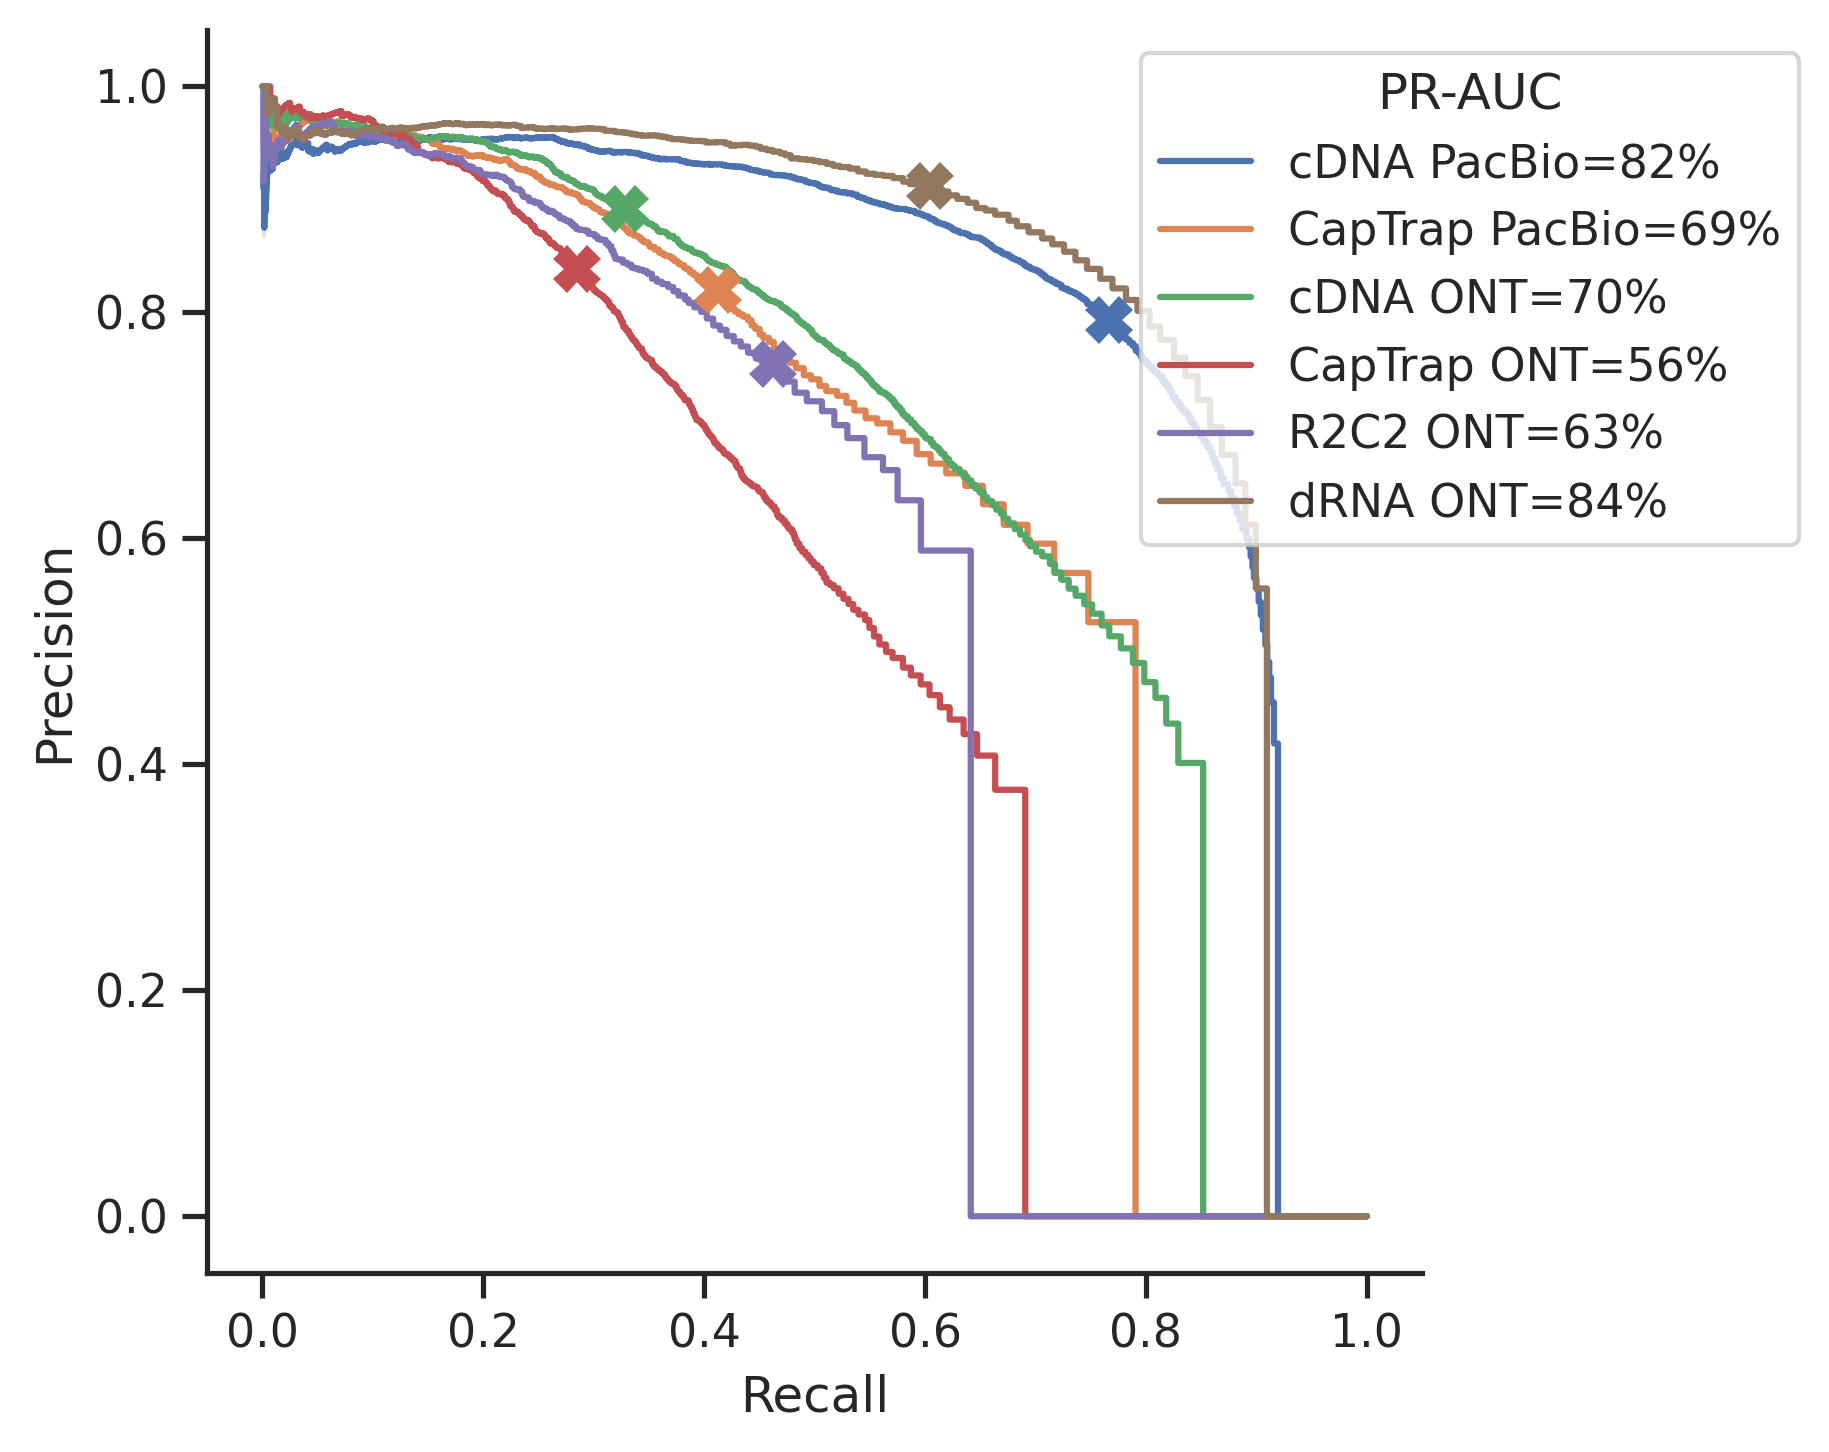 PR-AUC
cDNA PacBio=82%
CapTrap PacBio=69%
cDNA ONT=70%
CapTrap ONT=56%
R2C2 ONT=63%
dRNA ONT=84%
1.0
0.8
0.6
0.4
0.2
0.0
Precision
0.0 0.2 0.4 0.6 0.8 1.0
Recall